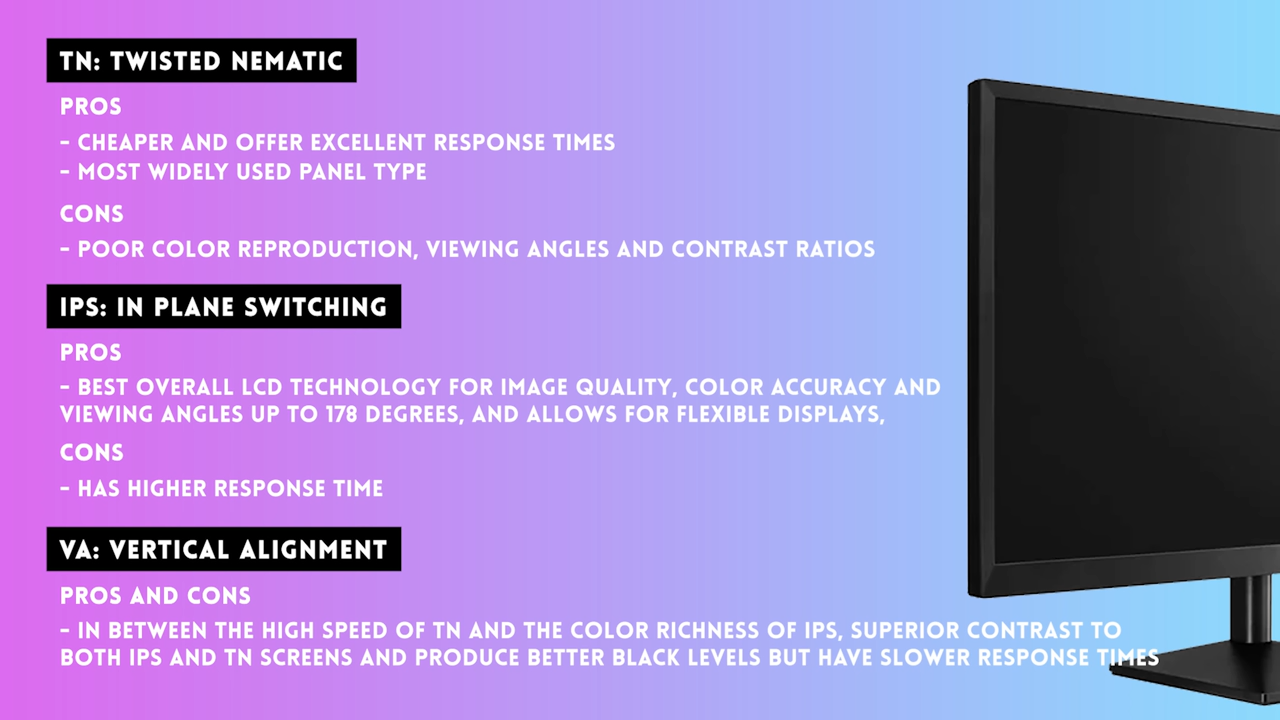 TN: TWISTED NEMATIC
PROS
- CHEAPER AND OFFER EXCELLENT RESPONSE TIMES
- MOST WIDELY USED PANEL TYPE
CONS
- POOR COLOR REPRODUCTION, VIEWING ANGLES AND CONTRAST RATIOS
IPS: IN PLANE SWITCHING
PROS
- BEST OVERALL LCD TECHNOLOGY FOR IMAGE QUALITY, COLOR ACCURACY AND
VIEWING ANGLES UP TO 178 DEGREES, AND ALLOWS FOR FLEXIBLE DISPLAYS,
CONS
- HAS HIGHER RESPONSE TIME
VA: VERTICAL ALIGNMENT
PROS AND CONS
- IN BETWEEN THE HIGH SPEED OF TN AND THE COLOR RICHNESS OF IPS, SUPERIOR CONTRAST TO
BOTH IPS AND TN SCREENS AND PRODUCE BETTER BLACK LEVELS BUT HAVE SLOWER RESPONSE TIMES